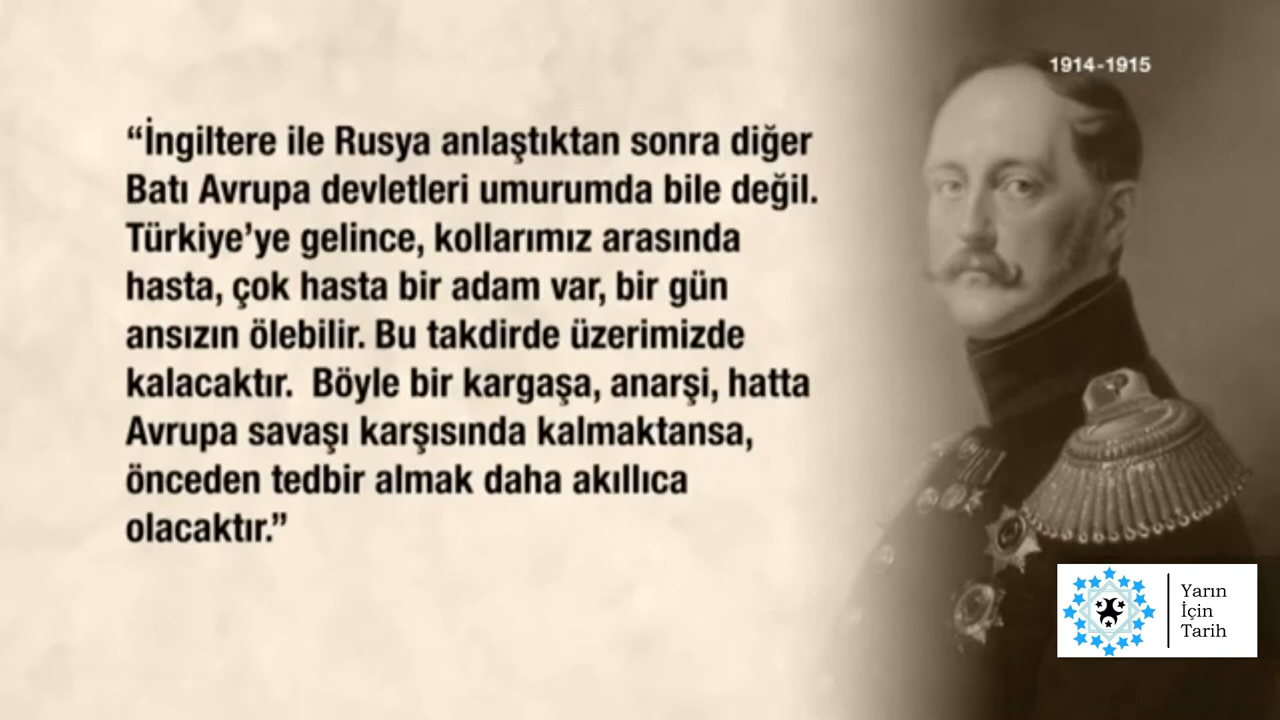 1914-1915
“İngiltere ile Rusya anlaştıktan sonra diğer
Batı Avrupa devletleri umurumda bile değil.
Türkiye’ye gelince, kollarımız arasında
hasta, çok hasta bir adam var, bir gün
ansızın ölebilir. Bu takdirde üzerimizde
kalacaktır.  Böyle bir kargaşa, anarşi, hatta
Avrupa savaşı karşısında kalmaktansa,
önceden tedbir almak daha akıllıca
olacaktır.”
Yarın
İçin
Tarih